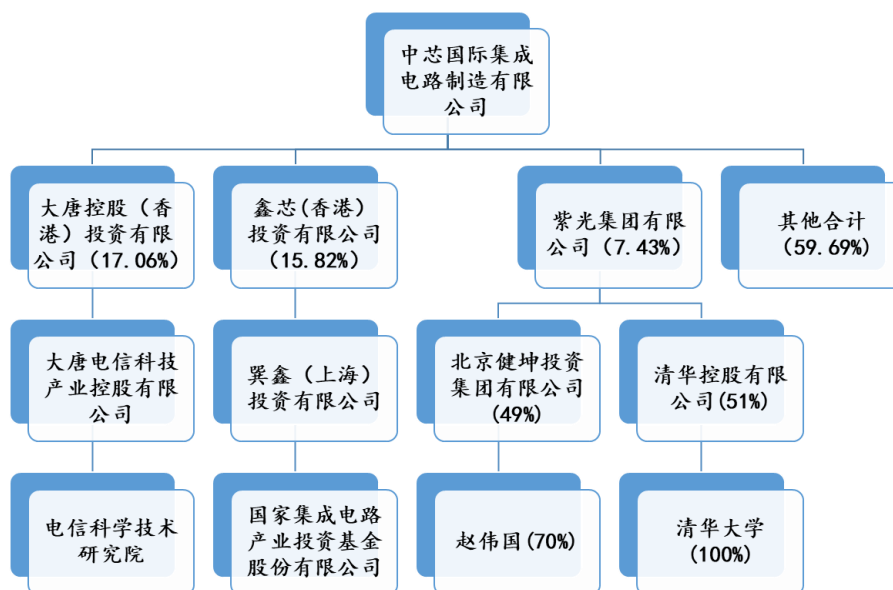 中芯国际集成
电路制造有限
公司
大唐控股（香
港）投资有限
公司（17.06%）
鑫芯(香港)
投资有限公司
(15.82%)
紫光集团有限
公司（7.43%）
其他合计
(59.69%)
大唐电信科技
产业控股有限
公司
巽鑫（上海）
投资有限公司
北京健坤投资
集团有限公司
(49%)
清华控股有限
公司(51%)
电信科学技术
研究院
国家集成电路
产业投资基金
股份有限公司
赵伟国(70%)
清华大学
(100%)